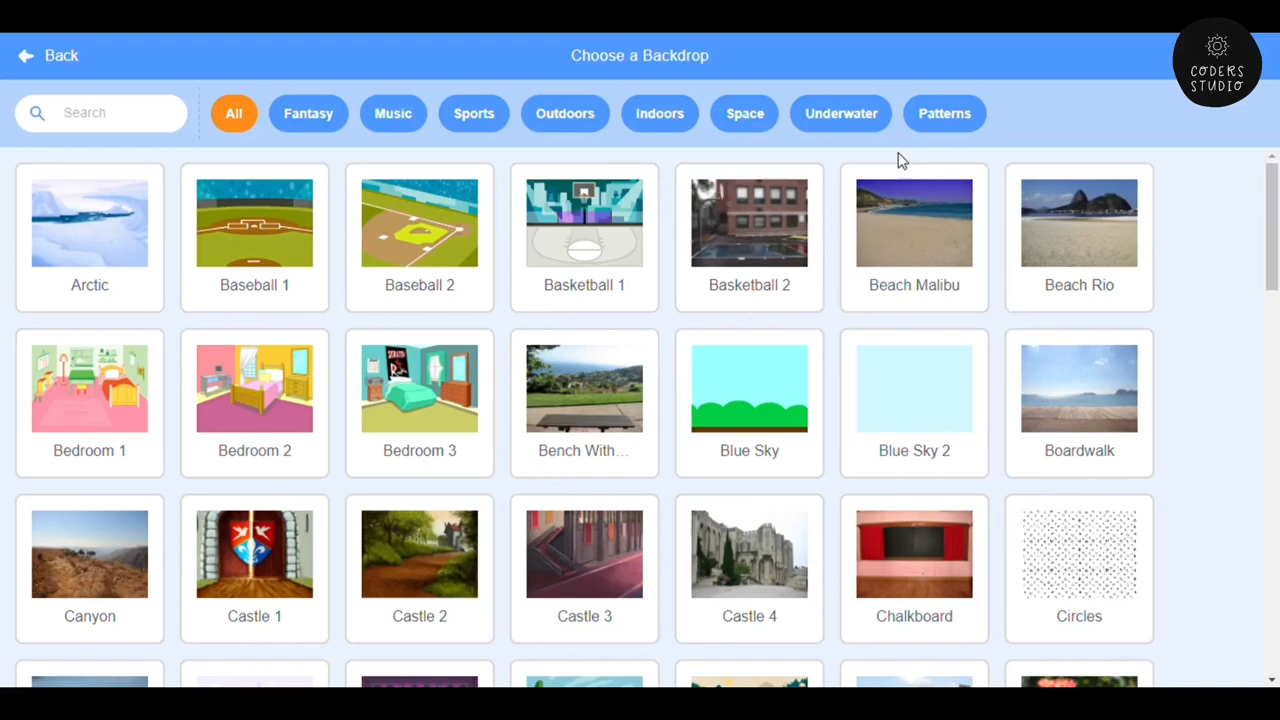 Back
Choose a Backdrop
CODERS
STUDIO
Search
All
Fantasy
Music
Sports
Outdoors
Indoors
Space
Underwater
Patterns
Arctic
Baseball 1
Baseball 2
Basketball 1
Basketball 2
Beach Malibu
Beach Rio
Bedroom 1
Bedroom 2
Bedroom 3
Bench With...
Blue Sky
Blue Sky 2
Boardwalk
Canyon
Castle 1
Castle 2
Castle 3
Castle 4
Chalkboard
Circles